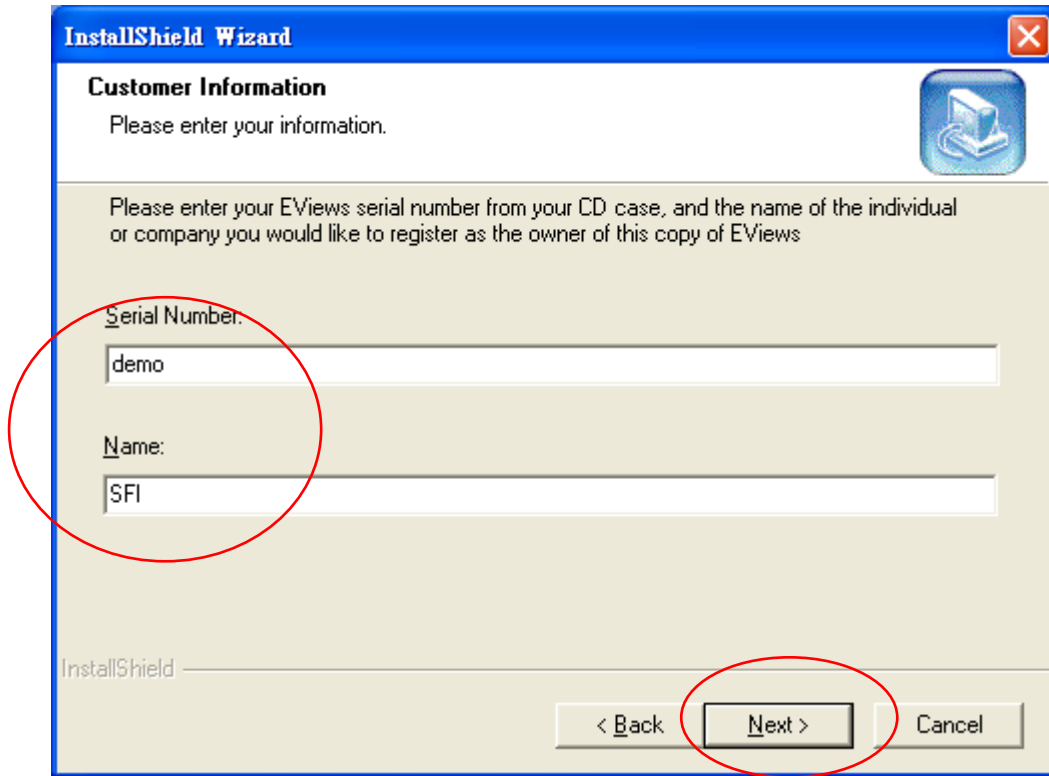 InstallShield Wizard
Customer Information
Please enter your information.
Please enter your EViews serial number from your CD case, and the name of the individual
or company you would like to register as the owner of this copy of EViews
Serial Number:
demo
Name:
SFI
InstallShield
< Back Next > Cancel